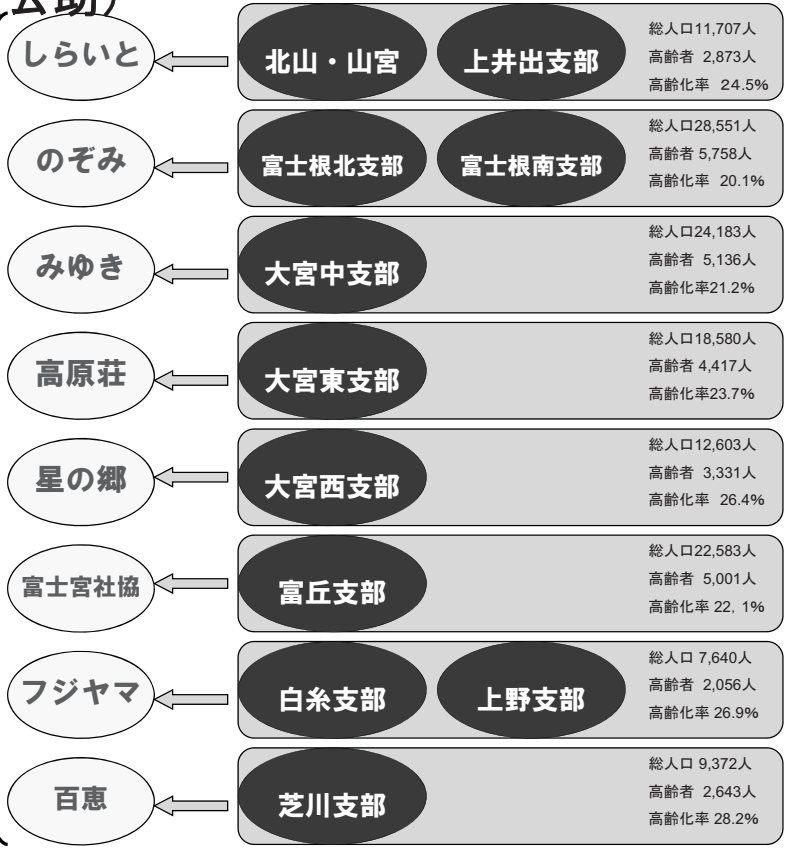 公助）
しらいと
北山・山宮
上井出支部
総人口11,707人
高齢者 2,873人
高齢化率 24.5%
のぞみ
富士根北支部
富士根南支部
総人口28,551人
高齢者 5,758人
高齢化率 20.1%
みゆき
大宮中支部
総人口24,183人
高齢者 5,136人
高齢化率21.2%
高原荘
大宮東支部
総人口18,580人
高齢者 4,417人
高齢化率23.7%
星の郷
大宮西支部
総人口12,603人
高齢者 3,331人
高齢化率 26.4%
富士宮社協
富丘支部
総人口22,583人
高齢者 5,001人
高齢化率 22，1%
フジヤマ
白糸支部
上野支部
総人口 7,640人
高齢者 2,056人
高齢化率 26.9%
百恵
芝川支部
総人口 9,372人
高齢者 2,643人
高齢化率 28.2%